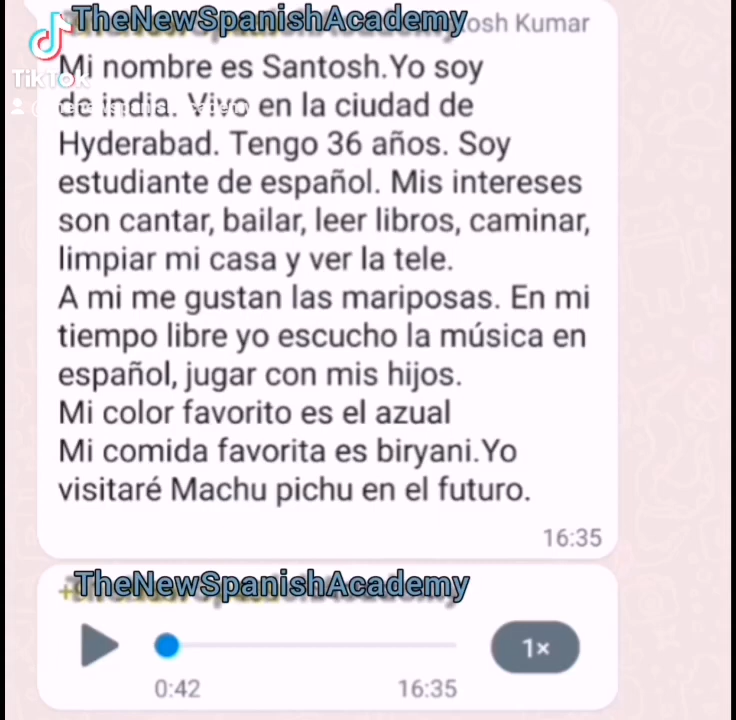 TheNewSpanishAcademy
osh Kumar
TikTok
Mi nombre es Santosh.Yo soy
de india. Vivo en la ciudad de
Hyderabad. Tengo 36 años. Soy
estudiante de español. Mis intereses
son cantar, bailar, leer libros, caminar,
limpiar mi casa y ver la tele.
A mi me gustan las mariposas. En mi
tiempo libre yo escucho la música en
español, jugar con mis hijos.
Mi color favorito es el azual
Mi comida favorita es biryani.Yo
visitaré Machu pichu en el futuro.
16:35
TheNewSpanishAcademy
1×
0:42 16:35